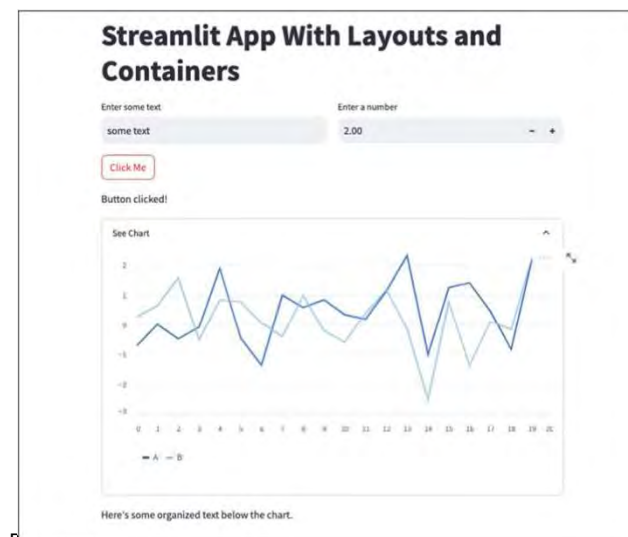 Streamlit App With Layouts and
Containers
Enter some text
Enter a number
some text
2.00
- +
Click Me
Button clicked!
See Chart
2
1
0
-1
-2
-3
0 1 2 3 4 5 6 7 8 9 10 11 12 13 14 15 16 17 18 19 20
A B
Here's some organized text below the chart.